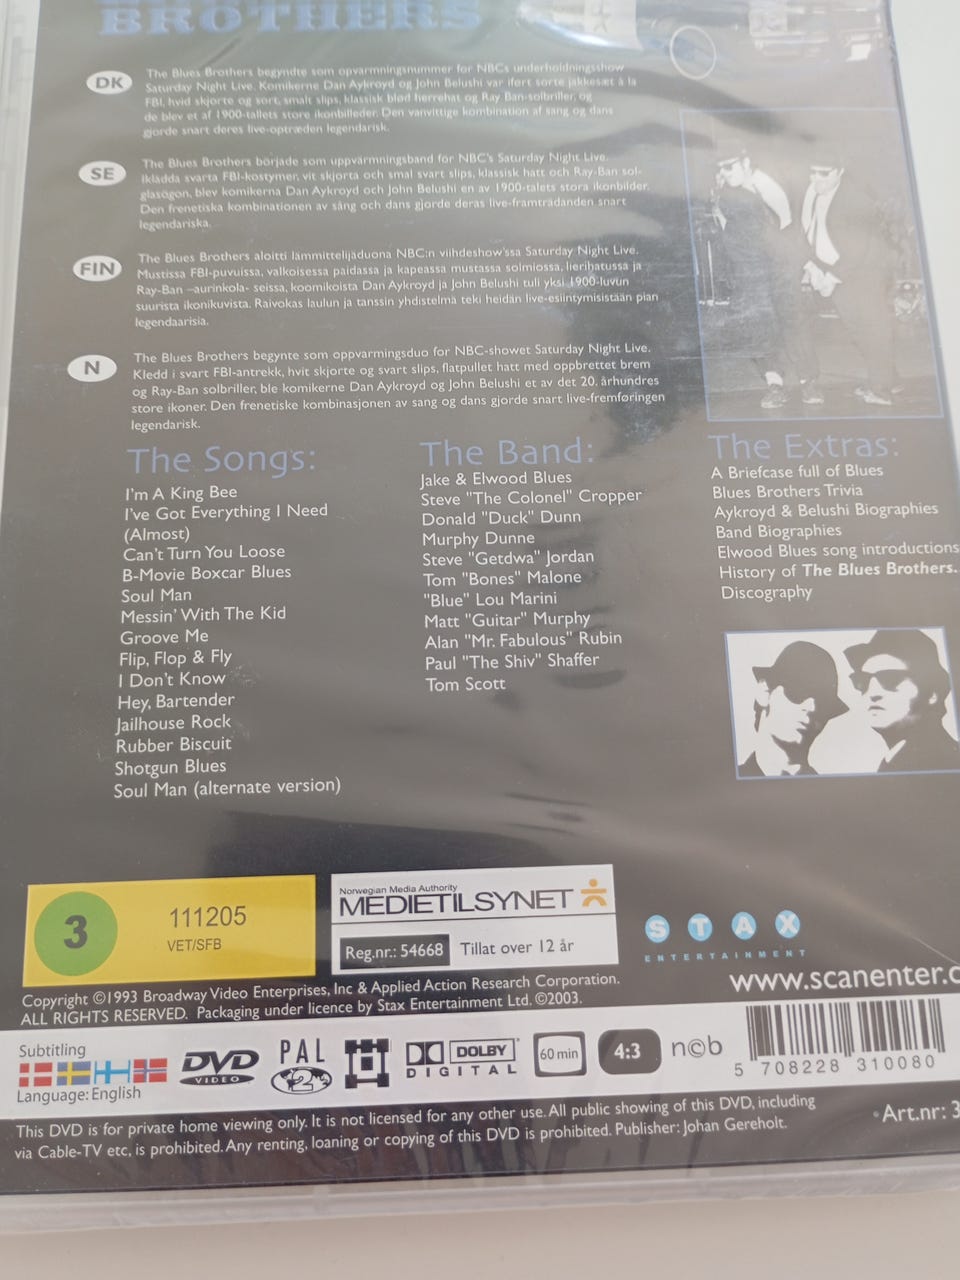 BROTHERS
DK
The Blues Brothers begyndte som opvarmningsnummer for NBCs underholdningsshow
Saturday Night Live. Komikerne Dan Aykroyd og John Belushi var iført sorte jakkesæt à la
FBI, hvid skjorte og sort, smalt slips, klassisk blød herrehat og Ray Ban-solbriller, og
de blev et af 1900-tallets store ikonbilleder. Den vanvittige kombination af sang og dans
gjorde snart deres live-optræden legendarisk.
SE
The Blues Brothers började som uppvärmningsband för NBC's Saturday Night Live.
Iklädda svarta FBI-kostymer, vit skjorta och smal svart slips, klassisk hatt och Ray-Ban sol-
glasögon, blev komikerna Dan Aykroyd och John Belushi en av 1900-talets stora ikonbilder.
Den frenetiska kombinationen av sång och dans gjorde deras live-framträdanden snart
legendariska.
FIN
The Blues Brothers aloitti lämmittelijäduona NBC:n viihdeshow'ssa Saturday Night Live.
Mustissa FBI-puvuissa, valkoisessa paidassa ja kapeassa mustassa solmiossa, lierihatussa ja
Ray-Ban –aurinkola- seissa, koomikoista Dan Aykroyd ja John Belushi tuli yksi 1900-luvun
suurista ikonikuvista. Raivokas laulun ja tanssin yhdistelmä teki heidän live-esiintymisistään pian
legendaarisia.
N
The Blues Brothers begynte som oppvarmingsduo for NBC-showet Saturday Night Live.
Kledd i svart FBI-antrekk, hvit skjorte og svart slips, flatpullet hatt med oppbrettet brem
og Ray-Ban solbriller, ble komikerne Dan Aykroyd og John Belushi et av det 20. århundres
store ikoner. Den frenetiske kombinasjonen av sang og dans gjorde snart live-fremføringen
legendarisk.
The Songs:
I'm A King Bee
I've Got Everything I Need
(Almost)
Can't Turn You Loose
B-Movie Boxcar Blues
Soul Man
Messin' With The Kid
Groove Me
Flip, Flop & Fly
I Don't Know
Hey, Bartender
Jailhouse Rock
Rubber Biscuit
Shotgun Blues
Soul Man (alternate version)
The Band:
Jake & Elwood Blues
Steve "The Colonel" Cropper
Donald "Duck" Dunn
Murphy Dunne
Steve "Getdwa" Jordan
Tom "Bones" Malone
"Blue" Lou Marini
Matt "Guitar" Murphy
Alan "Mr. Fabulous" Rubin
Paul "The Shiv" Shaffer
Tom Scott
The Extras:
A Briefcase full of Blues
Blues Brothers Trivia
Aykroyd & Belushi Biographies
Band Biographies
Elwood Blues song introductions
History of The Blues Brothers.
Discography
3
111205
VET/SFB
Norwegian Media Authority
MEDIETILSYNET
Reg.nr.: 54668
Tillat over 12 år
STAX
ENTERTAINMENT
www.scanenter.c
Copyright ©1993 Broadway Video Enterprises, Inc & Applied Action Research Corporation.
ALL RIGHTS RESERVED. Packaging under licence by Stax Entertainment Ltd. ©2003.
Subtitling
Language: English
DVD
VIDEO
PAL
2
DOLBY
DIGITAL
60 min
4:3
n©b
5 708228 310080
This DVD is for private home viewing only. It is not licensed for any other use. All public showing of this DVD, including
via Cable-TV etc, is prohibited. Any renting, loaning or copying of this DVD is prohibited. Publisher: Johan Gereholt.
Art.nr: 3